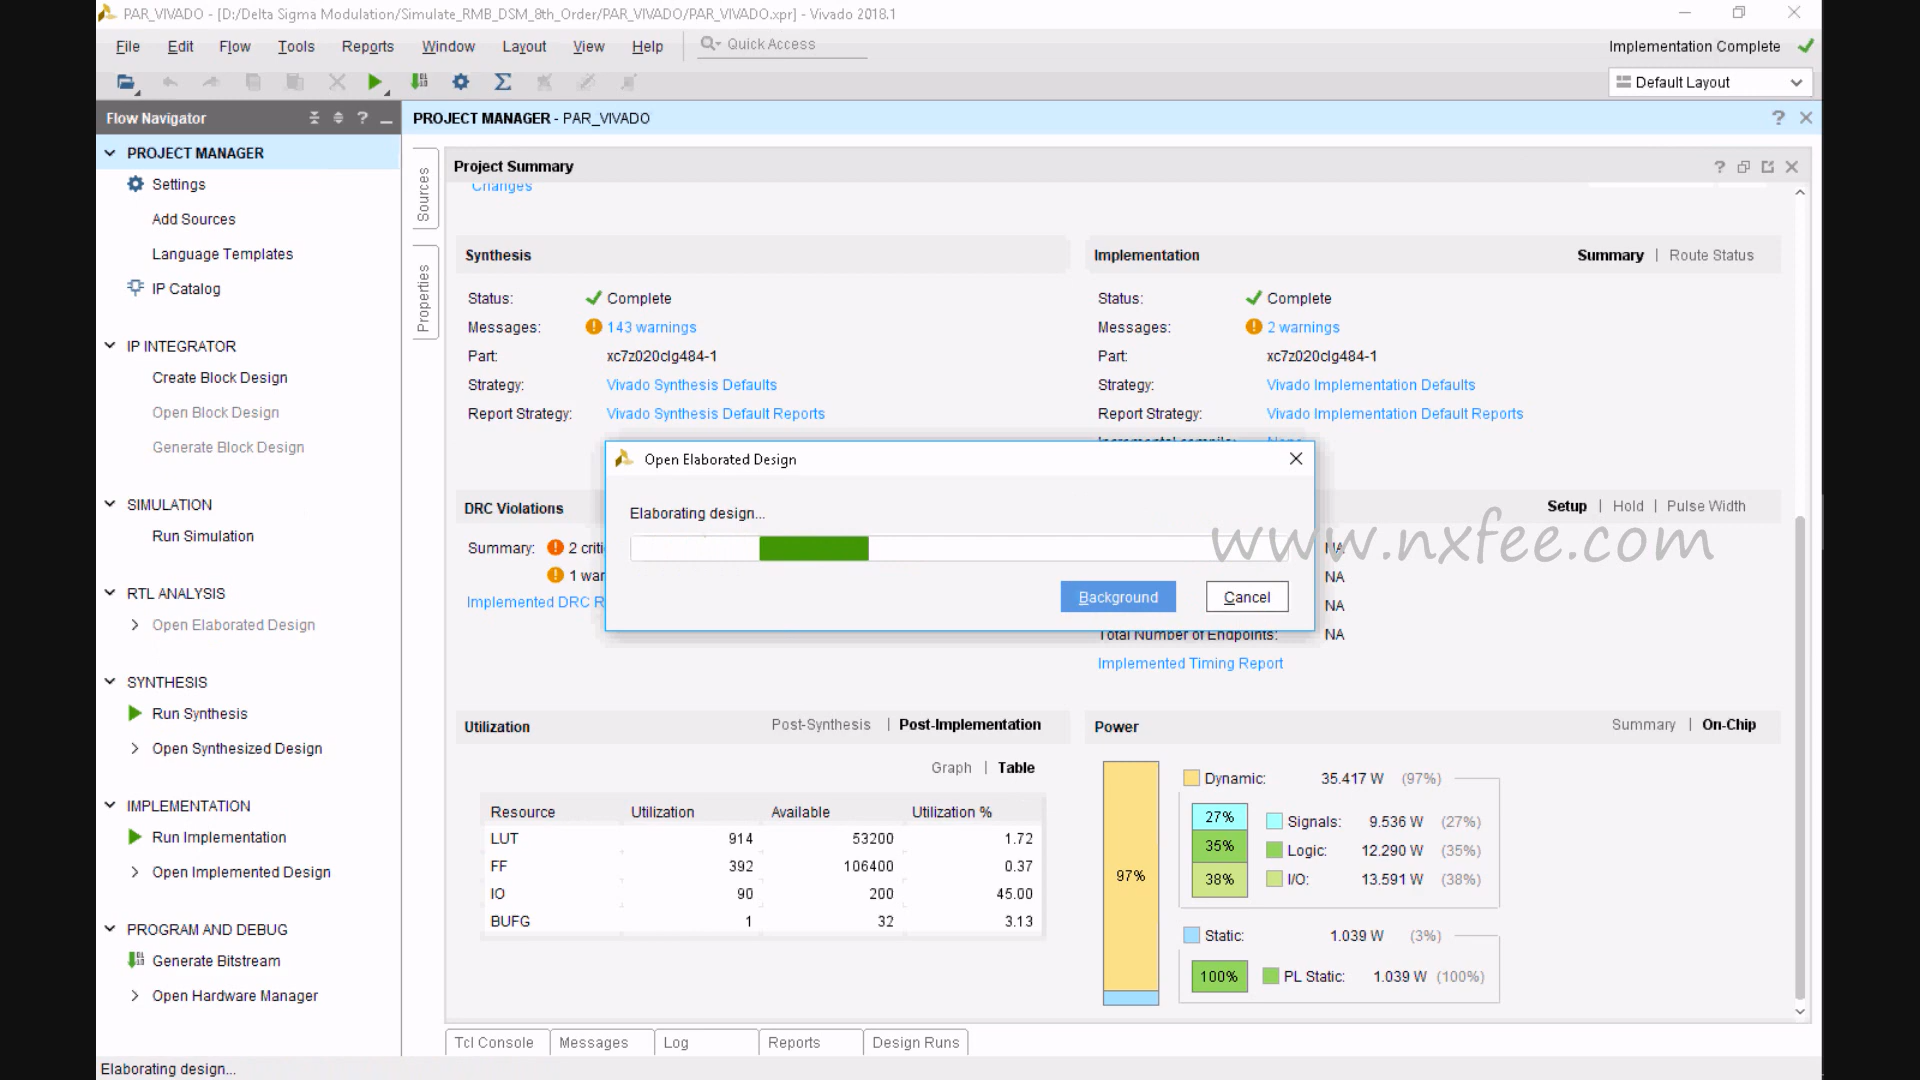 PAR_VIVADO - [D:/Delta Sigma Modulation/Simulate_RMB_DSM_8th_Order/PAR_VIVADO/PAR_VIVADO.xpr] - Vivado 2018.1
File Edit Flow Tools Reports Window Layout View Help Quick Access
Implementation Complete
Default Layout
Flow Navigator
PROJECT MANAGER - PAR_VIVADO
PROJECT MANAGER
Settings
Add Sources
Language Templates
IP Catalog
IP INTEGRATOR
Create Block Design
Open Block Design
Generate Block Design
SIMULATION
Run Simulation
RTL ANALYSIS
Open Elaborated Design
SYNTHESIS
Run Synthesis
Open Synthesized Design
IMPLEMENTATION
Run Implementation
Open Implemented Design
PROGRAM AND DEBUG
Generate Bitstream
Open Hardware Manager
Sources
Properties
Project Summary
Changes
Synthesis
Status: Complete
Messages: 143 warnings
Part: xc7z020clg484-1
Strategy: Vivado Synthesis Defaults
Report Strategy: Vivado Synthesis Default Reports
Implementation Summary | Route Status
Status: Complete
Messages: 2 warnings
Part: xc7z020clg484-1
Strategy: Vivado Implementation Defaults
Report Strategy: Vivado Implementation Default Reports
Open Elaborated Design
Elaborating design...
Background Cancel
DRC Violations
Summary: 2 criti
1 war
Implemented DRC R
Setup | Hold | Pulse Width
www.nxfee.com
NA
NA
NA
Total Number of Endpoints: NA
Implemented Timing Report
Utilization Post-Synthesis | Post-Implementation
Graph | Table
Resource Utilization Available Utilization %
LUT 914 53200 1.72
FF 392 106400 0.37
IO 90 200 45.00
BUFG 1 32 3.13
Power Summary | On-Chip
97%
Dynamic: 35.417 W (97%)
27% Signals: 9.536 W (27%)
35% Logic: 12.290 W (35%)
38% I/O: 13.591 W (38%)
Static: 1.039 W (3%)
100% PL Static: 1.039 W (100%)
Tcl Console Messages Log Reports Design Runs
Elaborating design...